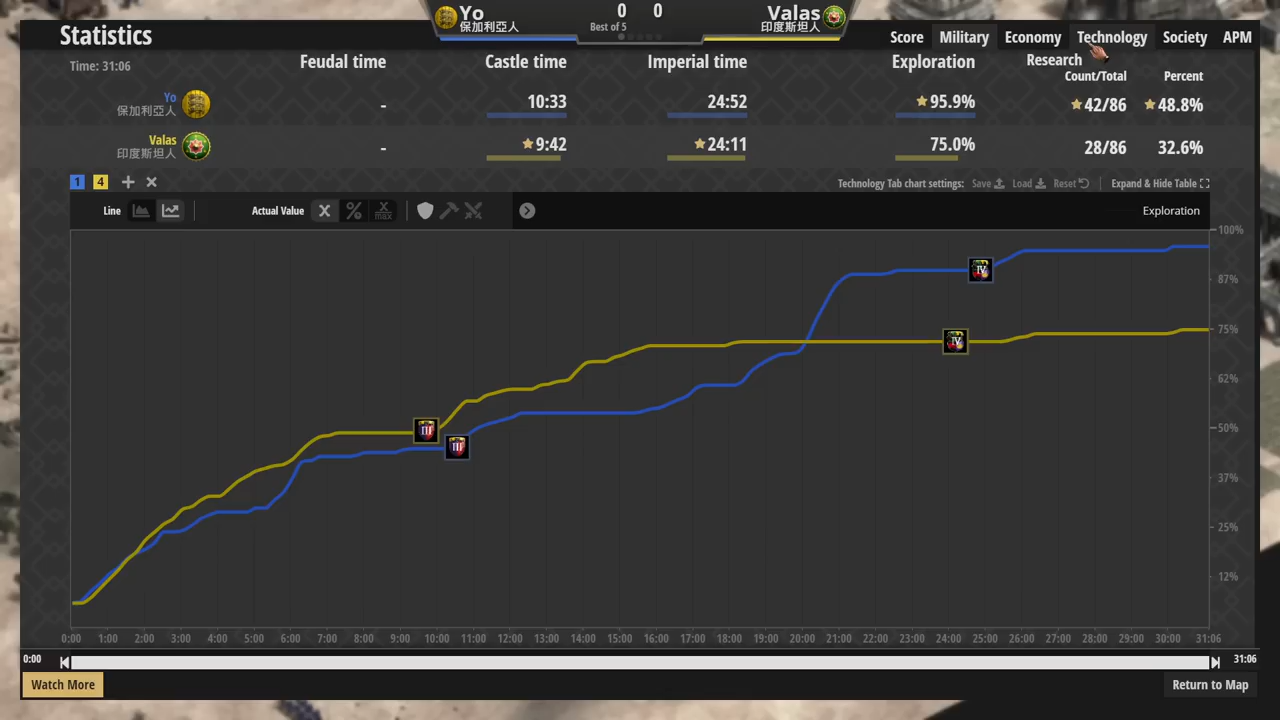 Yo
保加利亞人
0
0
Best of 5
Valas
印度斯坦人
Statistics
Score
Military
Economy
Technology
Society
APM
Time: 31:06
Feudal time
Castle time
Imperial time
Exploration
Research
Count/Total
Percent
Yo
保加利亞人
-
10:33
24:52
95.9%
42/86
48.8%
Valas
印度斯坦人
-
9:42
24:11
75.0%
28/86
32.6%
1
4
Technology Tab chart settings:
Save
Load
Reset
Expand & Hide Table
Line
Actual Value
X
%
X
max
Exploration
100%
87%
75%
62%
50%
37%
25%
12%
IV
IV
III
III
0:00
1:00
2:00
3:00
4:00
5:00
6:00
7:00
8:00
9:00
10:00
11:00
12:00
13:00
14:00
15:00
16:00
17:00
18:00
19:00
20:00
21:00
22:00
23:00
24:00
25:00
26:00
27:00
28:00
29:00
30:00
31:06
0:00
31:06
Watch More
Return to Map